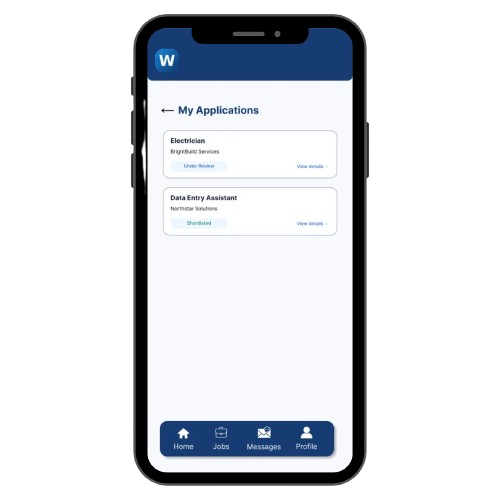 W
← My Applications
Electrician
BrightBuild Services
Under Review
View details ›
Data Entry Assistant
Northstar Solutions
Shortlisted
View details ›
Home Jobs Messages Profile